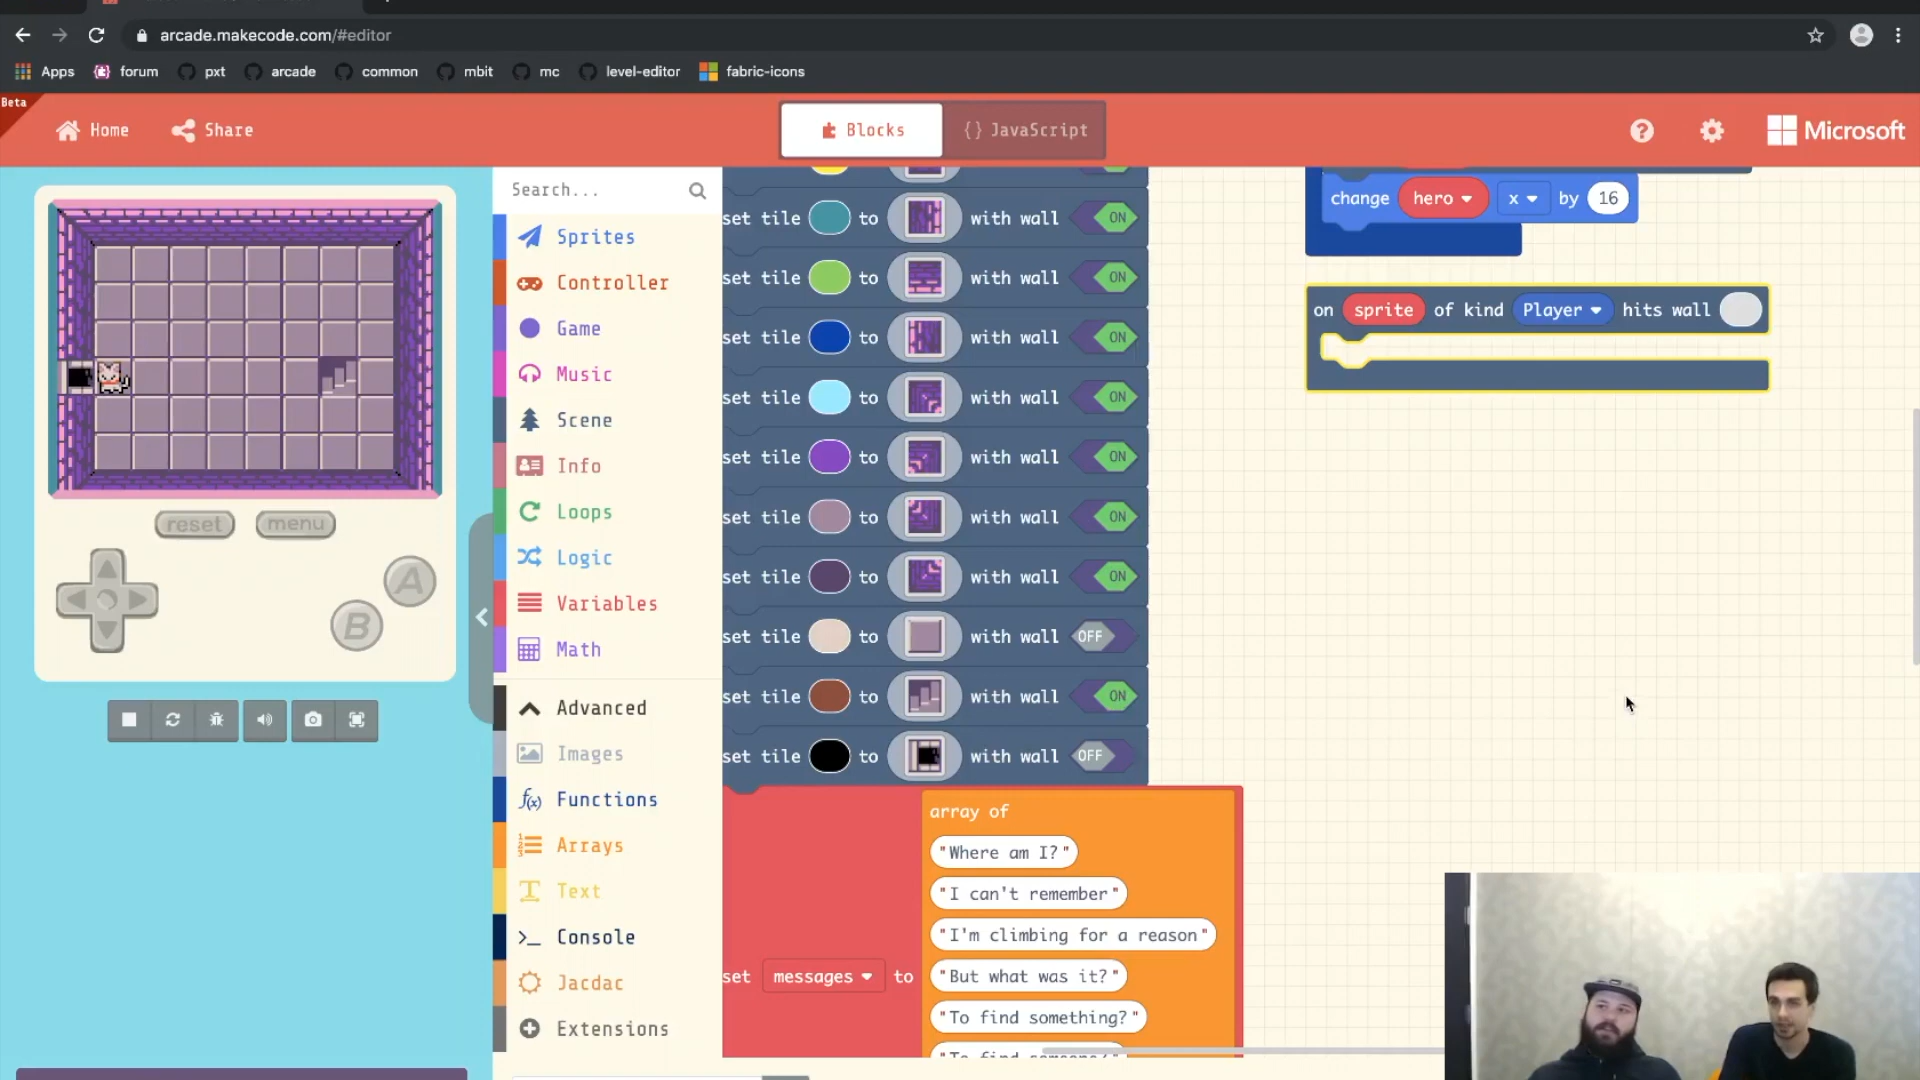 arcade.makecode.com/#editor
Apps forum pxt arcade common mbit mc level-editor fabric-icons
Beta
Home Share Blocks {} JavaScript ? Microsoft
Search...
Sprites
Controller
Game
Music
Scene
Info
Loops
Logic
Variables
Math
Advanced
Images
f(x) Functions
Arrays
Text
Console
Jacdac
Extensions
reset menu
A
B
set tile to with wall ON
set tile to with wall ON
set tile to with wall ON
set tile to with wall ON
set tile to with wall ON
set tile to with wall ON
set tile to with wall ON
set tile to with wall OFF
set tile to with wall ON
set tile to with wall OFF
set messages to
array of
"Where am I?"
"I can't remember"
"I'm climbing for a reason"
"But what was it?"
"To find something?"
change hero x by 16
on sprite of kind Player hits wall